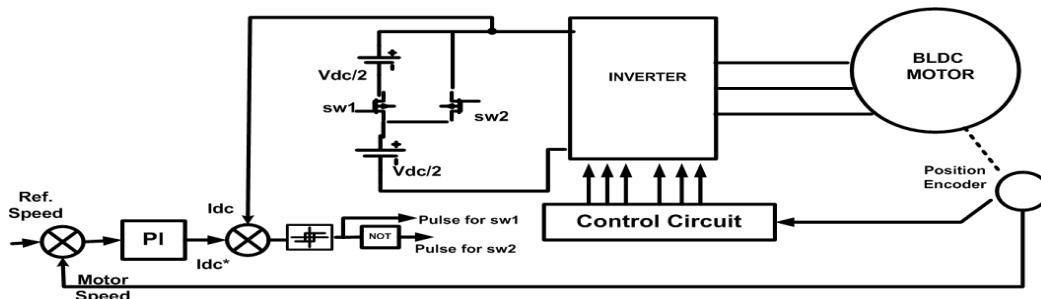 BLDC
MOTOR
INVERTER
Vdc/2
sw1
sw2
Vdc/2
Position
Encoder
Ref.
Speed
Idc
Control Circuit
PI
Pulse for sw1
NOT
Pulse for sw2
Idc*
Motor
Speed